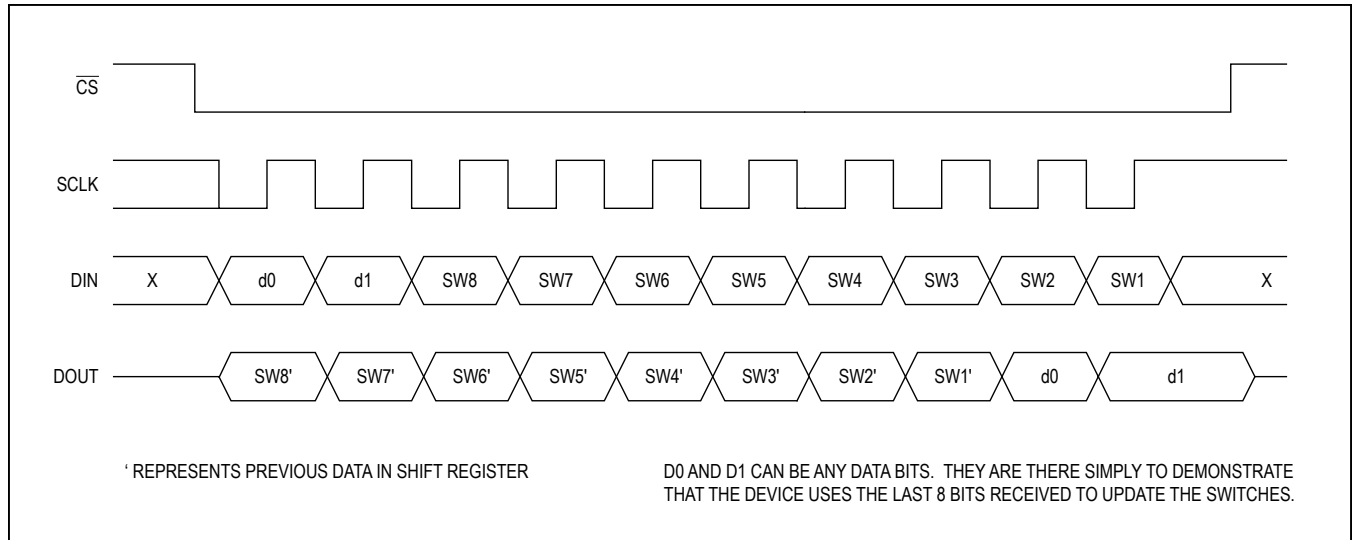 CS
SCLK
DIN X d0 d1 SW8 SW7 SW6 SW5 SW4 SW3 SW2 SW1 X
DOUT SW8' SW7' SW6' SW5' SW4' SW3' SW2' SW1' d0 d1
‘ REPRESENTS PREVIOUS DATA IN SHIFT REGISTER
D0 AND D1 CAN BE ANY DATA BITS. THEY ARE THERE SIMPLY TO DEMONSTRATE
THAT THE DEVICE USES THE LAST 8 BITS RECEIVED TO UPDATE THE SWITCHES.